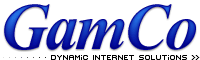 GamCo
DYNAMiC INTERNET SOLUTiONS >>